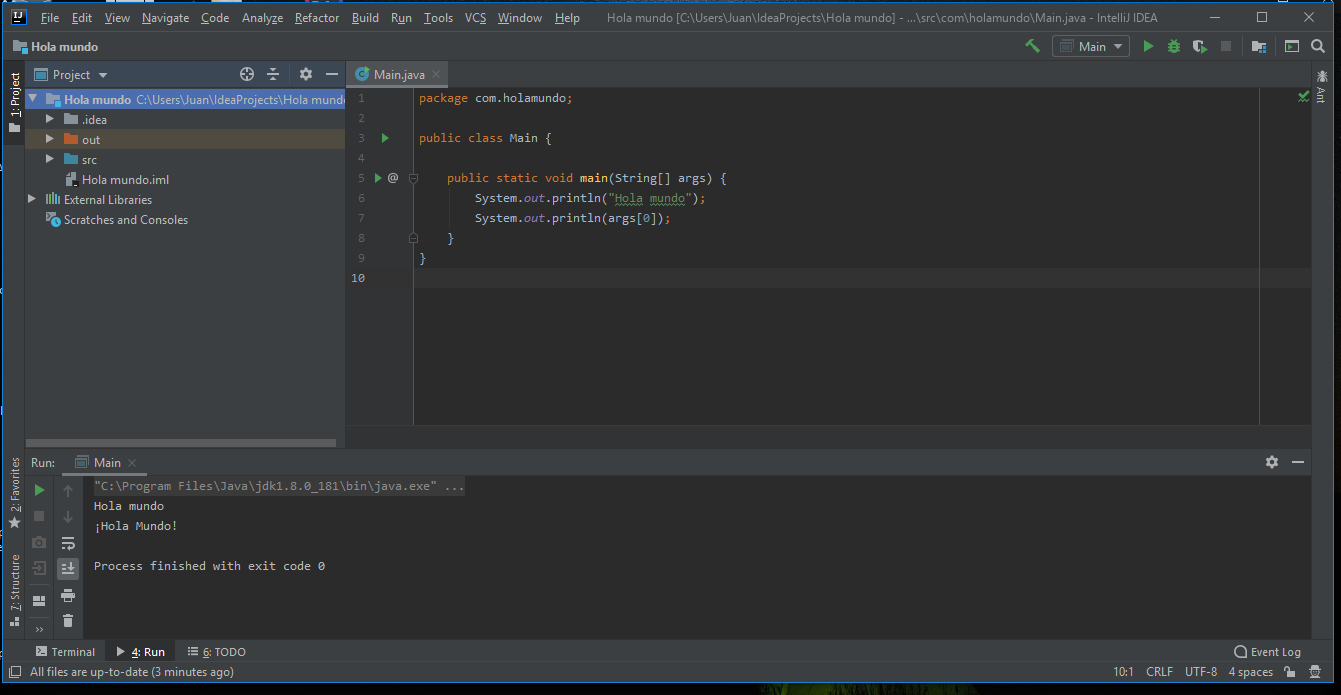 IJ File Edit View Navigate Code Analyze Refactor Build Run Tools VCS Window Help Hola mundo [C:\Users\Juan\IdeaProjects\Hola mundo] - ...\src\com\holamundo\Main.java - IntelliJ IDEA
Hola mundo Main
1: Project
Project
Hola mundo C:\Users\Juan\IdeaProjects\Hola mundo
.idea
out
src
Hola mundo.iml
External Libraries
Scratches and Consoles
Main.java
1 package com.holamundo;
2
3 public class Main {
4
5 @ public static void main(String[] args) {
6 System.out.println("Hola mundo");
7 System.out.println(args[0]);
8 }
9 }
10
Ant
2: Favorites
7: Structure
Run: Main
"C:\Program Files\Java\jdk1.8.0_181\bin\java.exe" ...
Hola mundo
¡Hola Mundo!
Process finished with exit code 0
Terminal 4: Run 6: TODO Event Log
All files are up-to-date (3 minutes ago) 10:1 CRLF UTF-8 4 spaces